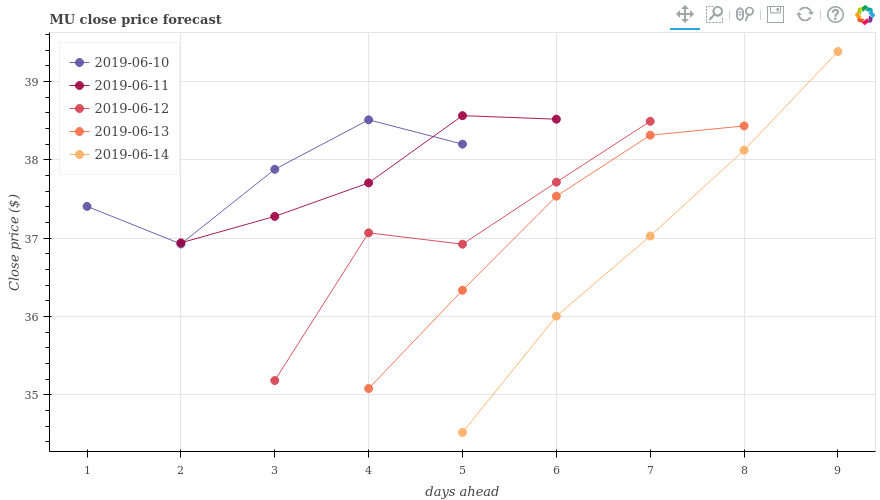 MU close price forecast
2019-06-10
2019-06-11
2019-06-12
2019-06-13
2019-06-14
Close price ($)
39
38
37
36
35
1 2 3 4 5 6 7 8 9
days ahead